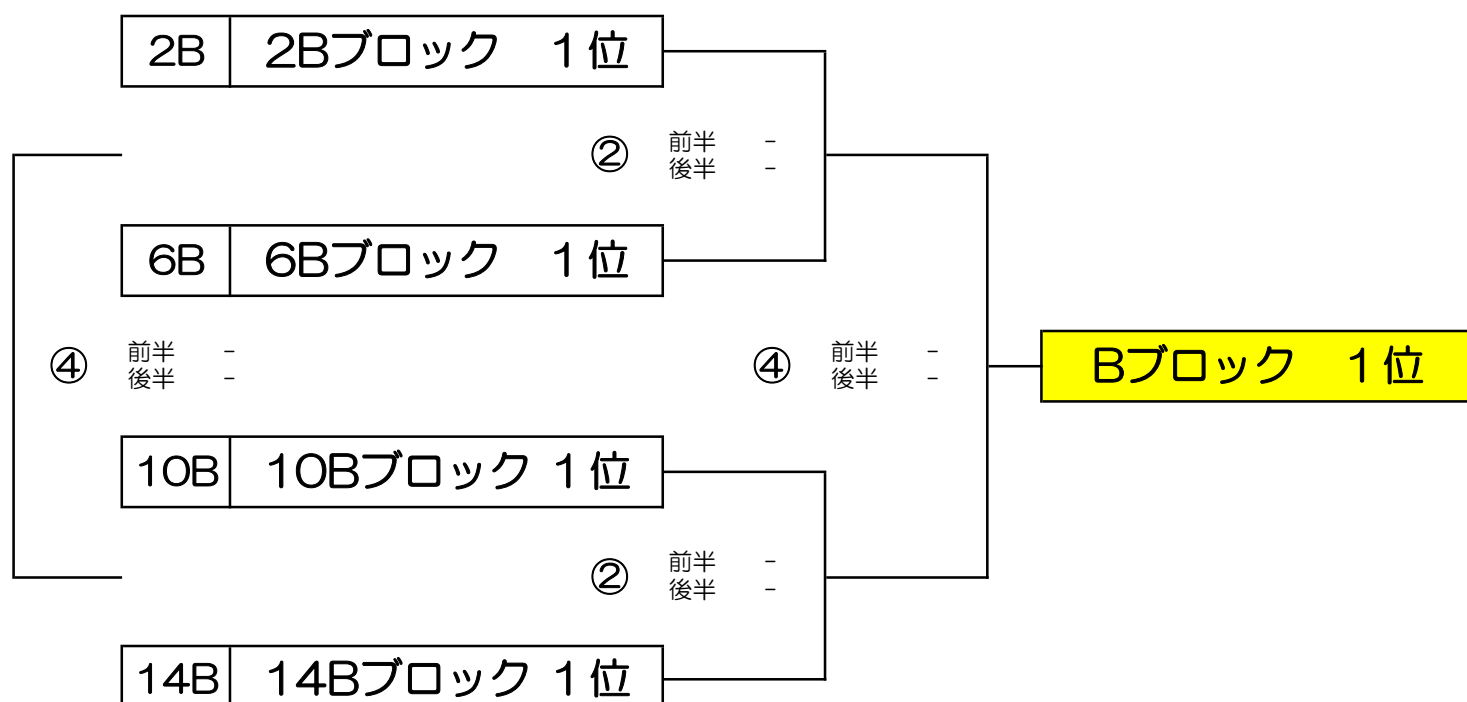 2B 2Bブロック　1位
② 前半 -
後半 -
6B 6Bブロック　1位
④ 前半 -
後半 -
④ 前半 -
後半 -
Bブロック　1位
10B 10Bブロック 1位
② 前半 -
後半 -
14B 14Bブロック 1位